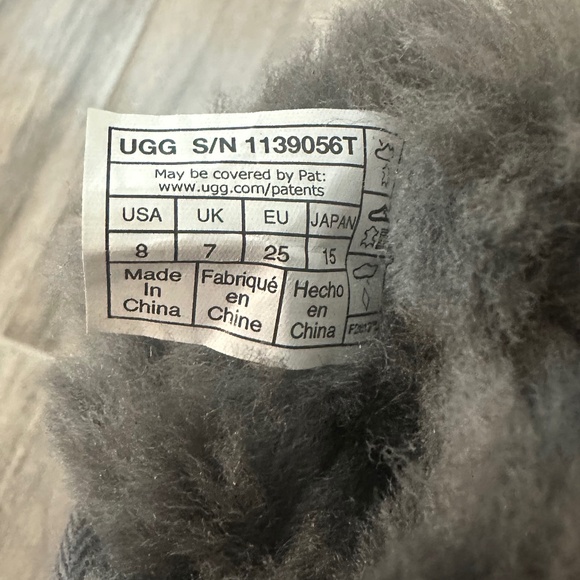 UGG S/N 1139056T
May be covered by Pat:
www.ugg.com/patents
USA UK EU JAPAN
8 7 25 15
Made in China
Fabriqué en Chine
Hecho en China